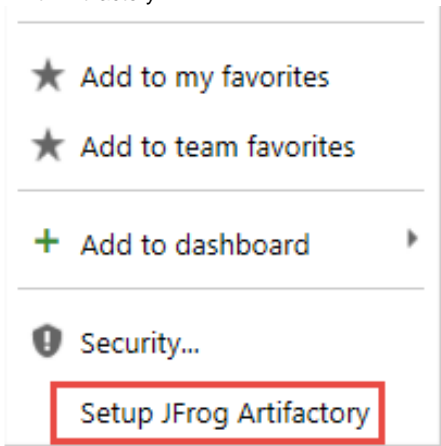 Add to my favorites
Add to team favorites
Add to dashboard
Security...
Setup JFrog Artifactory